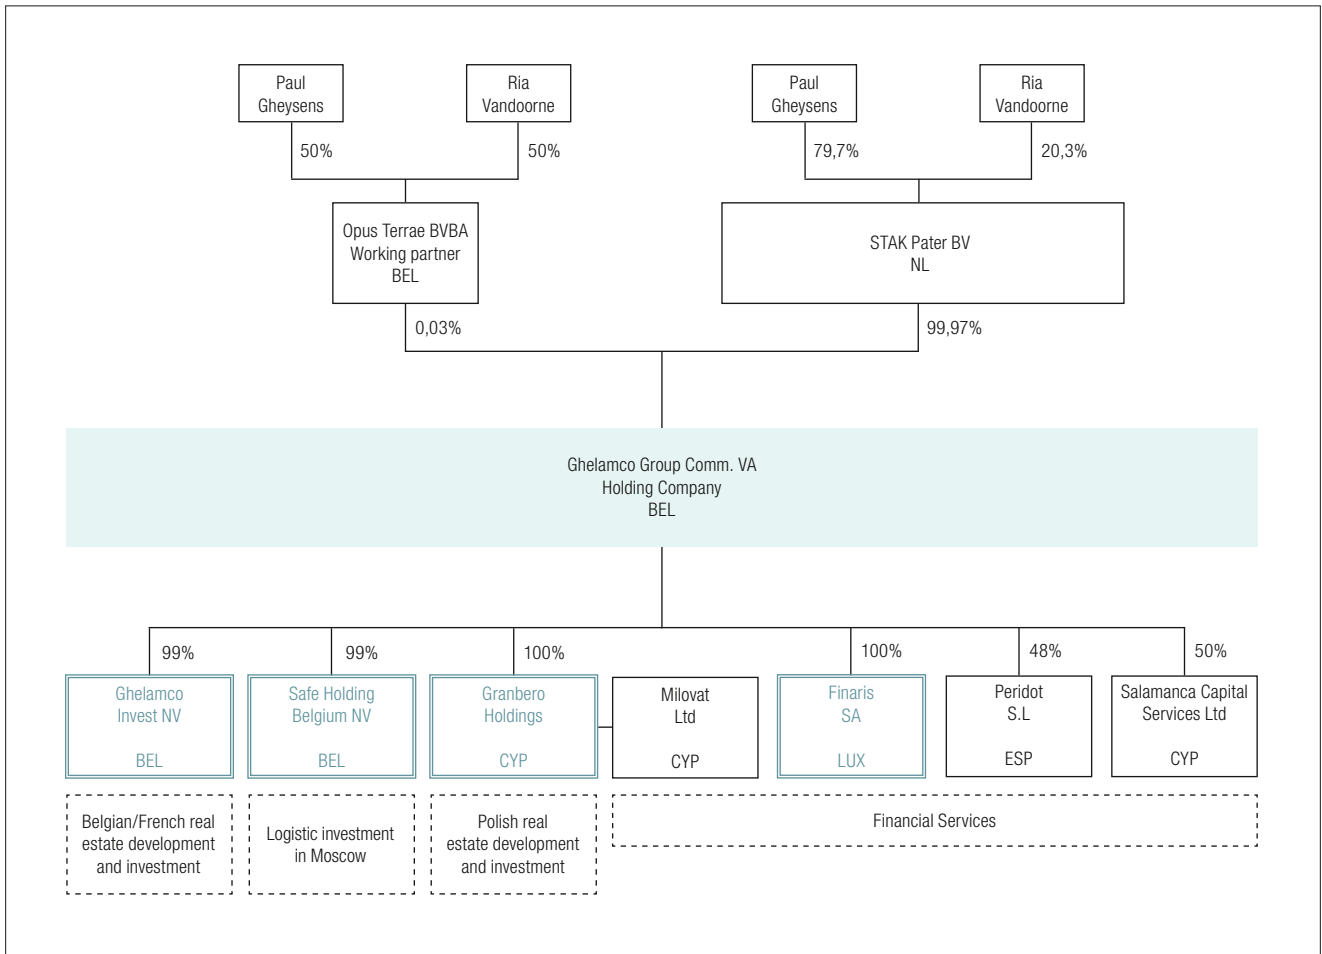 Paul
Gheysens
Ria
Vandoorne
Paul
Gheysens
Ria
Vandoorne
50%
50%
79,7%
20,3%
Opus Terrae BVBA
Working partner
BEL
STAK Pater BV
NL
0,03%
99,97%
Ghelamco Group Comm. VA
Holding Company
BEL
99%
99%
100%
100%
48%
50%
Ghelamco
Invest NV
BEL
Safe Holding
Belgium NV
BEL
Granbero
Holdings
CYP
Milovat
Ltd
CYP
Finaris
SA
LUX
Peridot
S.L
ESP
Salamanca Capital
Services Ltd
CYP
Belgian/French real
estate development
and investment
Logistic investment
in Moscow
Polish real
estate development
and investment
Financial Services